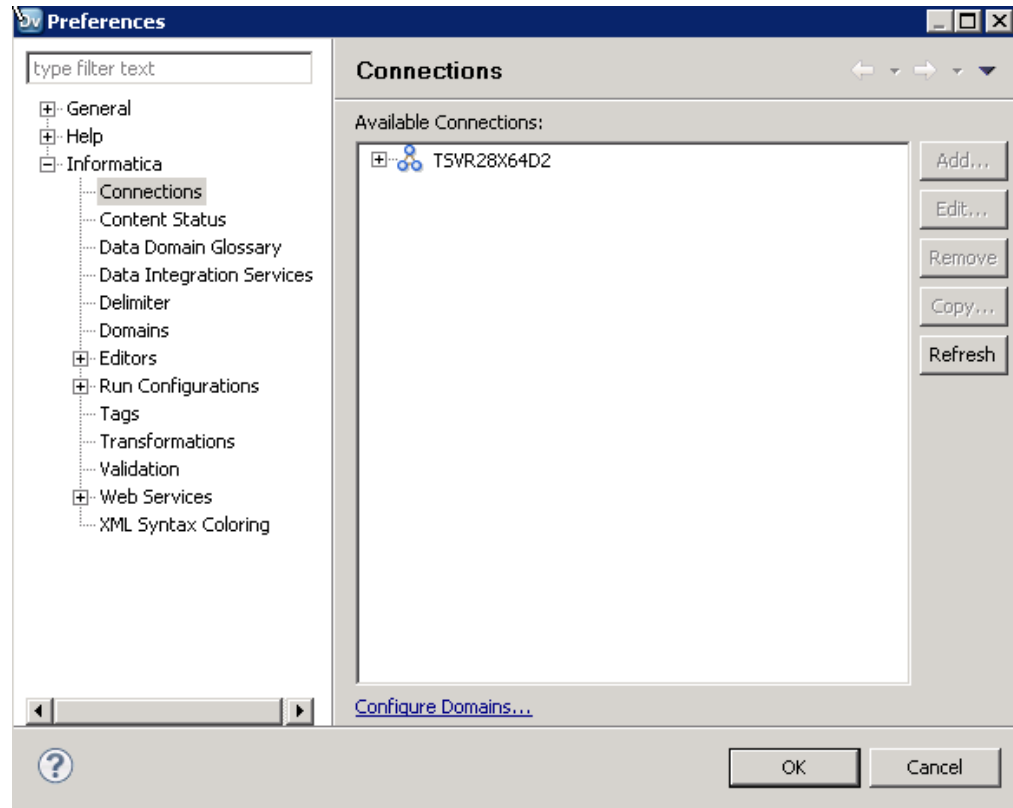 Dv Preferences
type filter text
General
Help
Informatica
Connections
Content Status
Data Domain Glossary
Data Integration Services
Delimiter
Domains
Editors
Run Configurations
Tags
Transformations
Validation
Web Services
XML Syntax Coloring
Connections
Available Connections:
TSVR28X64D2
Add...
Edit...
Remove
Copy...
Refresh
Configure Domains...
?
OK
Cancel